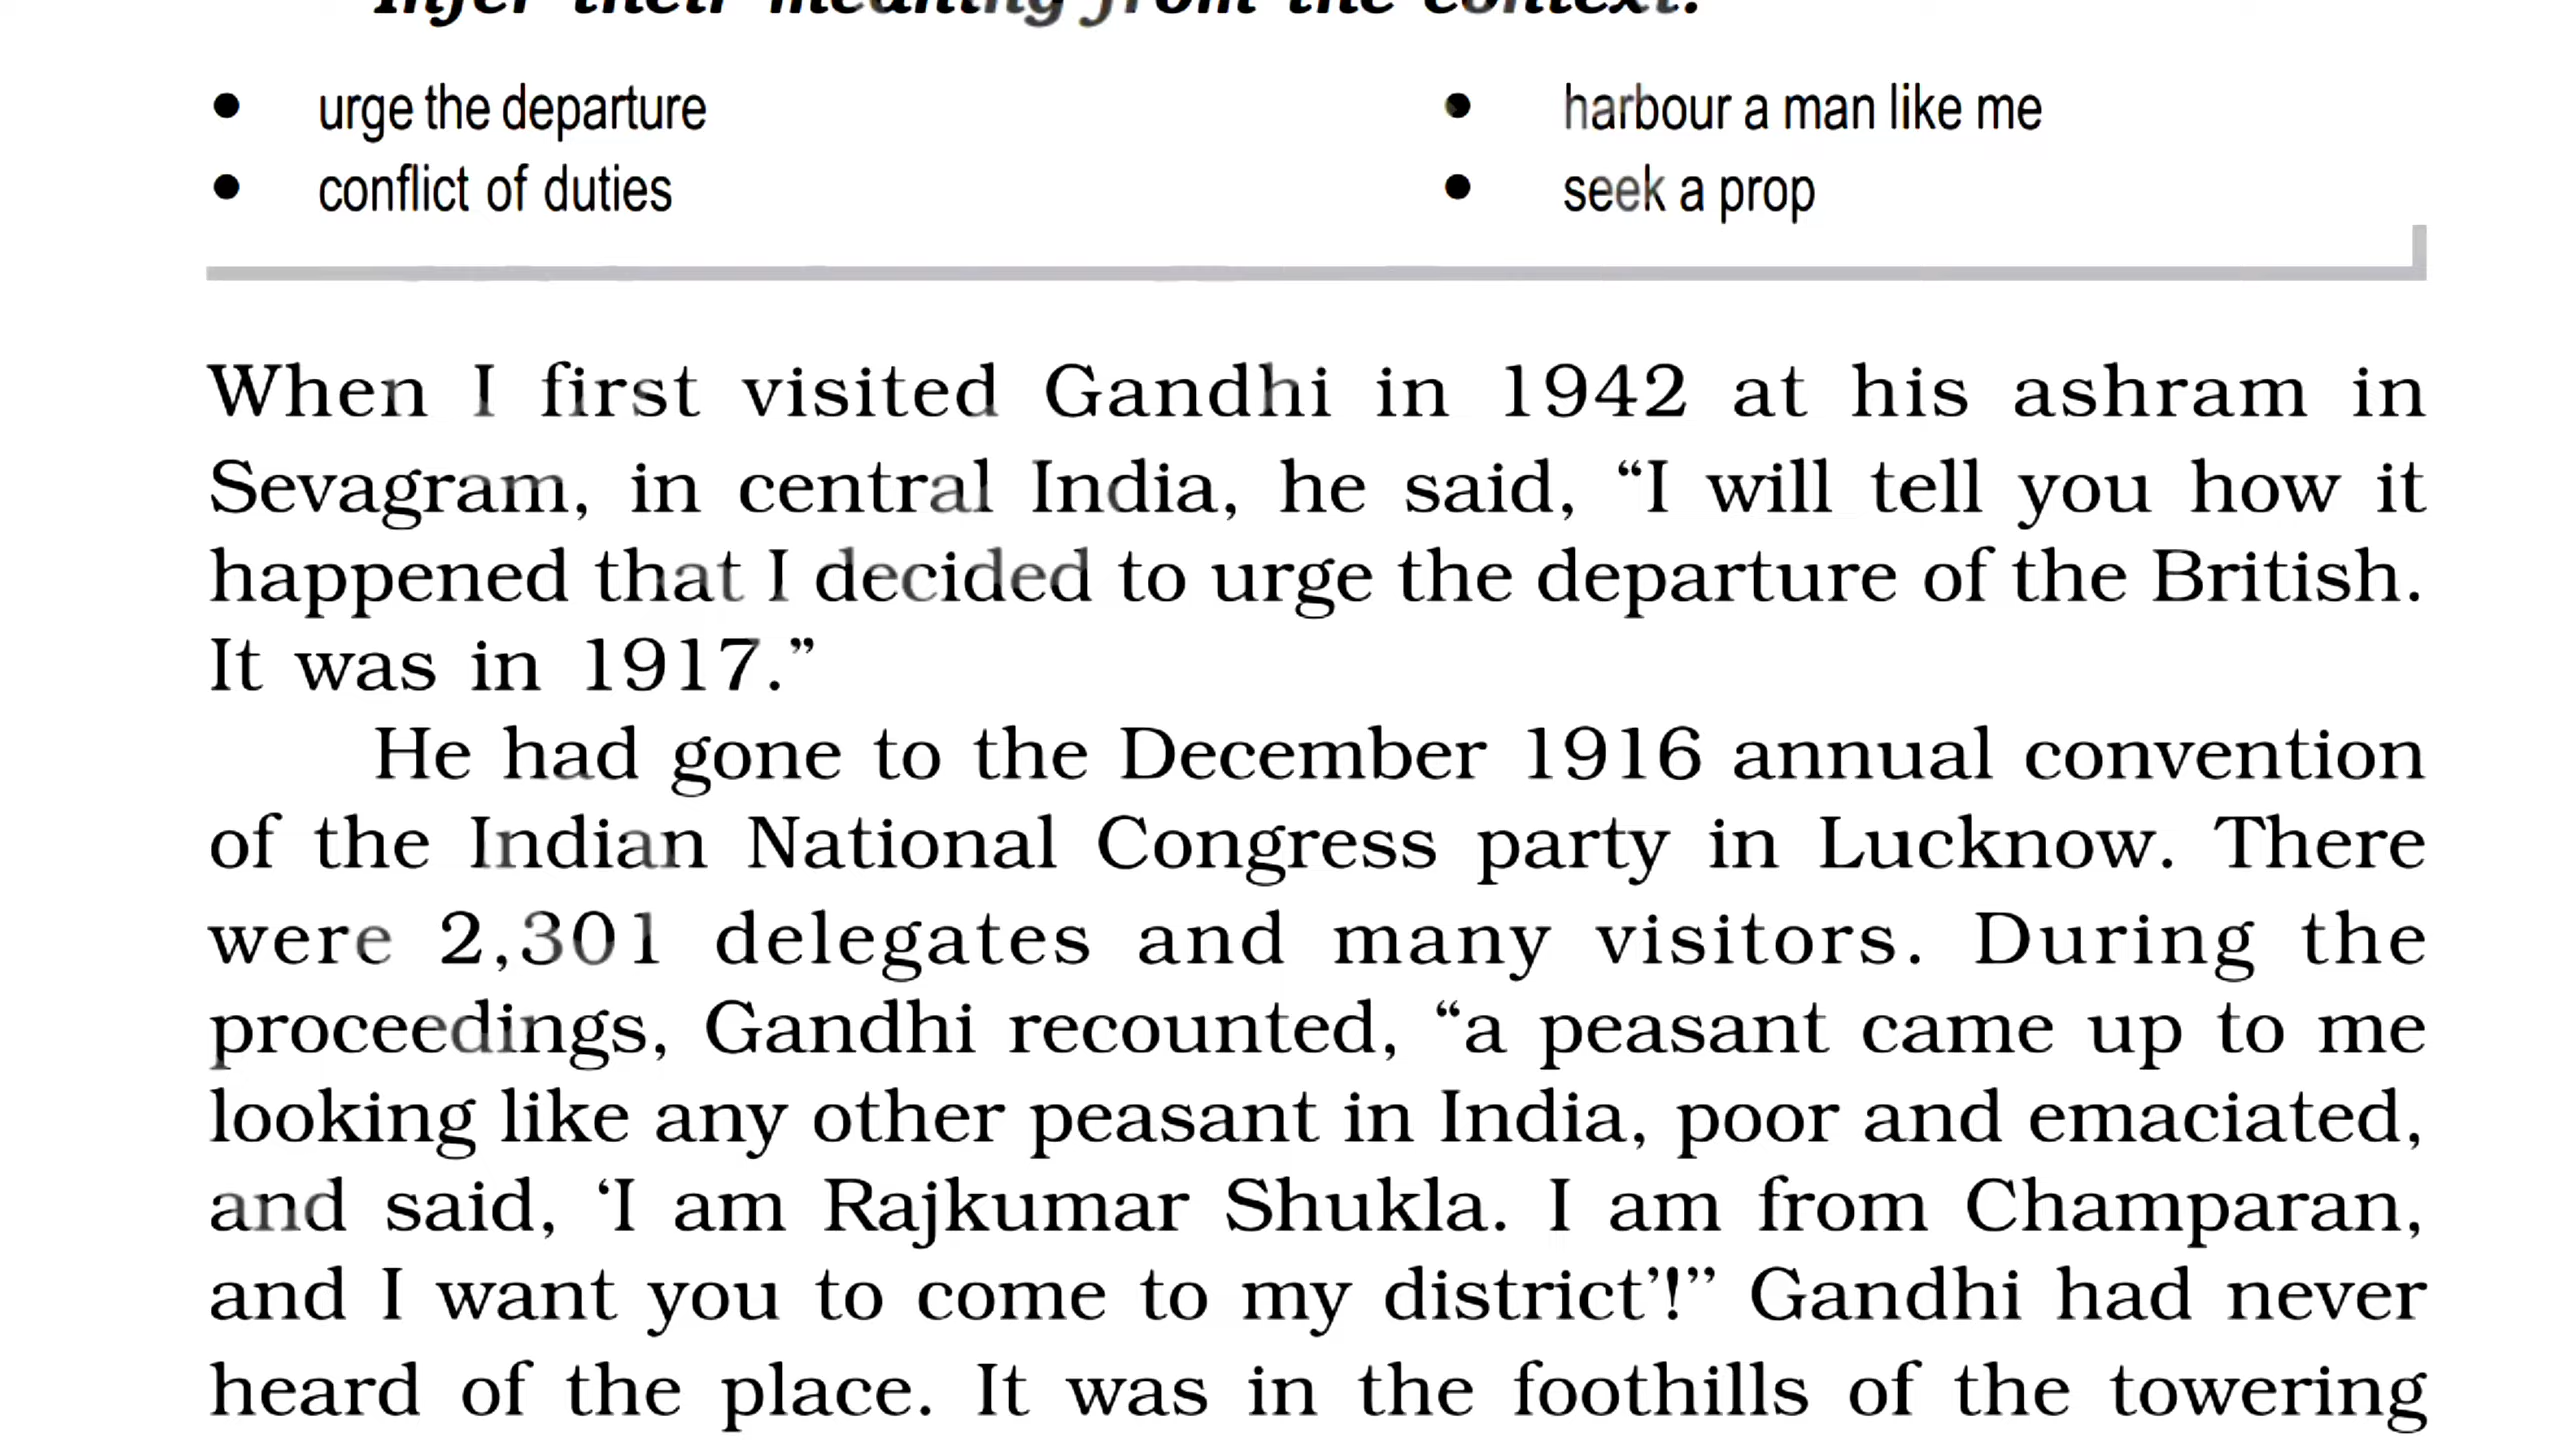 Infer their meaning from the context.
• urge the departure
• harbour a man like me
• conflict of duties
• seek a prop
When I first visited Gandhi in 1942 at his ashram in
Sevagram, in central India, he said, “I will tell you how it
happened that I decided to urge the departure of the British.
It was in 1917.”
He had gone to the December 1916 annual convention
of the Indian National Congress party in Lucknow. There
were 2,301 delegates and many visitors. During the
proceedings, Gandhi recounted, “a peasant came up to me
looking like any other peasant in India, poor and emaciated,
and said, ‘I am Rajkumar Shukla. I am from Champaran,
and I want you to come to my district’!” Gandhi had never
heard of the place. It was in the foothills of the towering